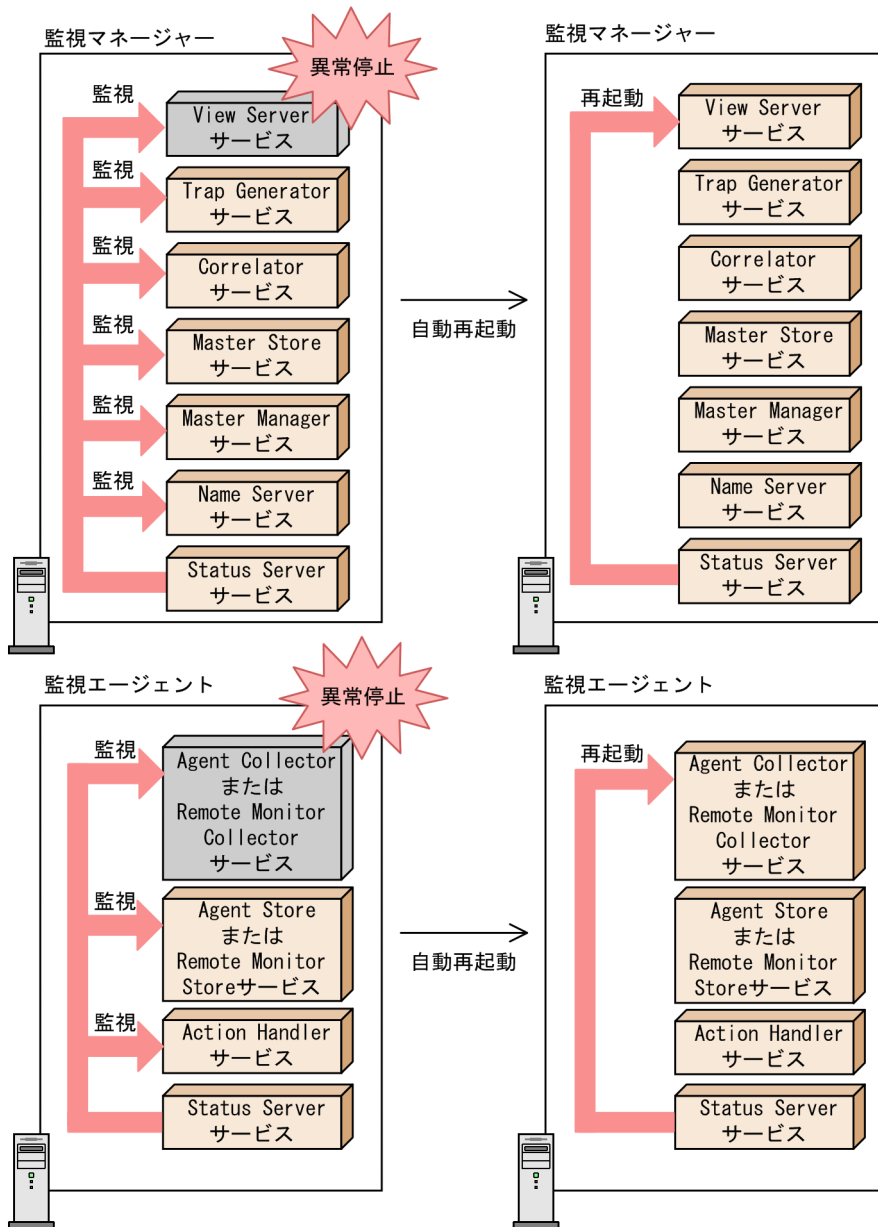 監視マネージャー
異常停止
監視
View Server
サービス
監視
Trap Generator
サービス
監視
Correlator
サービス
監視
Master Store
サービス
監視
Master Manager
サービス
監視
Name Server
サービス
Status Server
サービス
自動再起動
監視マネージャー
再起動
View Server
サービス
Trap Generator
サービス
Correlator
サービス
Master Store
サービス
Master Manager
サービス
Name Server
サービス
Status Server
サービス
監視エージェント
異常停止
監視
Agent Collector
または
Remote Monitor
Collector
サービス
監視
Agent Store
または
Remote Monitor
Storeサービス
監視
Action Handler
サービス
Status Server
サービス
自動再起動
監視エージェント
再起動
Agent Collector
または
Remote Monitor
Collector
サービス
Agent Store
または
Remote Monitor
Storeサービス
Action Handler
サービス
Status Server
サービス